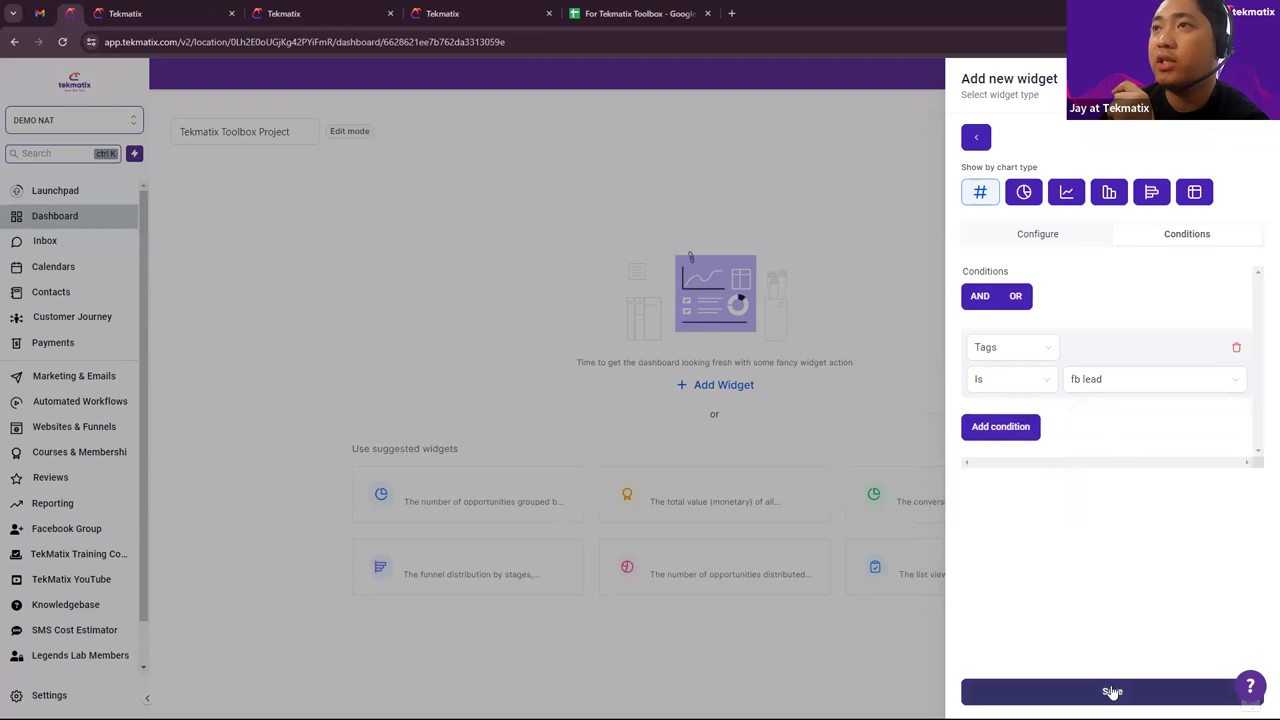 Tekmatix
Tekmatix
Tekmatix
For Tekmatix Toolbox - Google
app.tekmatix.com/v2/location/0Lh2E0oUGjKg42PYiFmR/dashboard/6628621ee7b762da3313059e
tekmatix
Jay at Tekmatix
tekmatix
DEMO NAT
Search
ctrl K
Launchpad
Dashboard
Inbox
Calendars
Contacts
Customer Journey
Payments
Marketing & Emails
Automated Workflows
Websites & Funnels
Courses & Membershi
Reviews
Reporting
Facebook Group
TekMatix Training Co...
TekMatix YouTube
Knowledgebase
SMS Cost Estimator
Legends Lab Members
Settings
Tekmatix Toolbox Project
Edit mode
Time to get the dashboard looking fresh with some fancy widget action
+ Add Widget
or
Use suggested widgets
The number of opportunities grouped b...
The total value (monetary) of all...
The convers
The funnel distribution by stages,...
The number of opportunities distributed...
The list view
Add new widget
Select widget type
Show by chart type
#
Configure
Conditions
Conditions
AND
OR
Tags
Is
fb lead
Add condition
Save
?